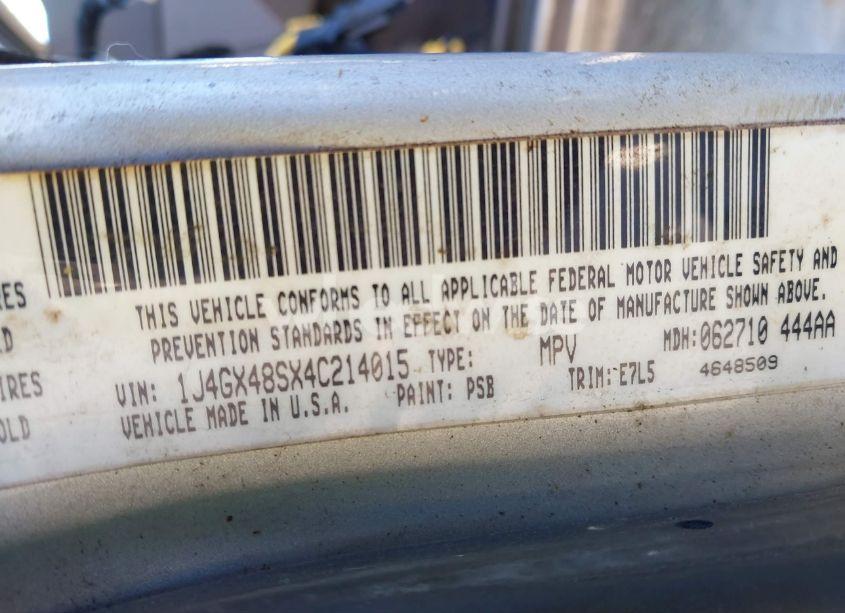 THIS VEHICLE CONFORMS TO ALL APPLICABLE FEDERAL MOTOR VEHICLE SAFETY AND
PREVENTION STANDARDS IN EFFECT ON THE DATE OF MANUFACTURE SHOWN ABOVE.
RES
LD
VIN: 1J4GX48SX4C214015 TYPE: MPV MDH:062710 444AA
IRES
VEHICLE MADE IN U.S.A. PAINT: PSB TRIM:E7L5 4648509
OLD